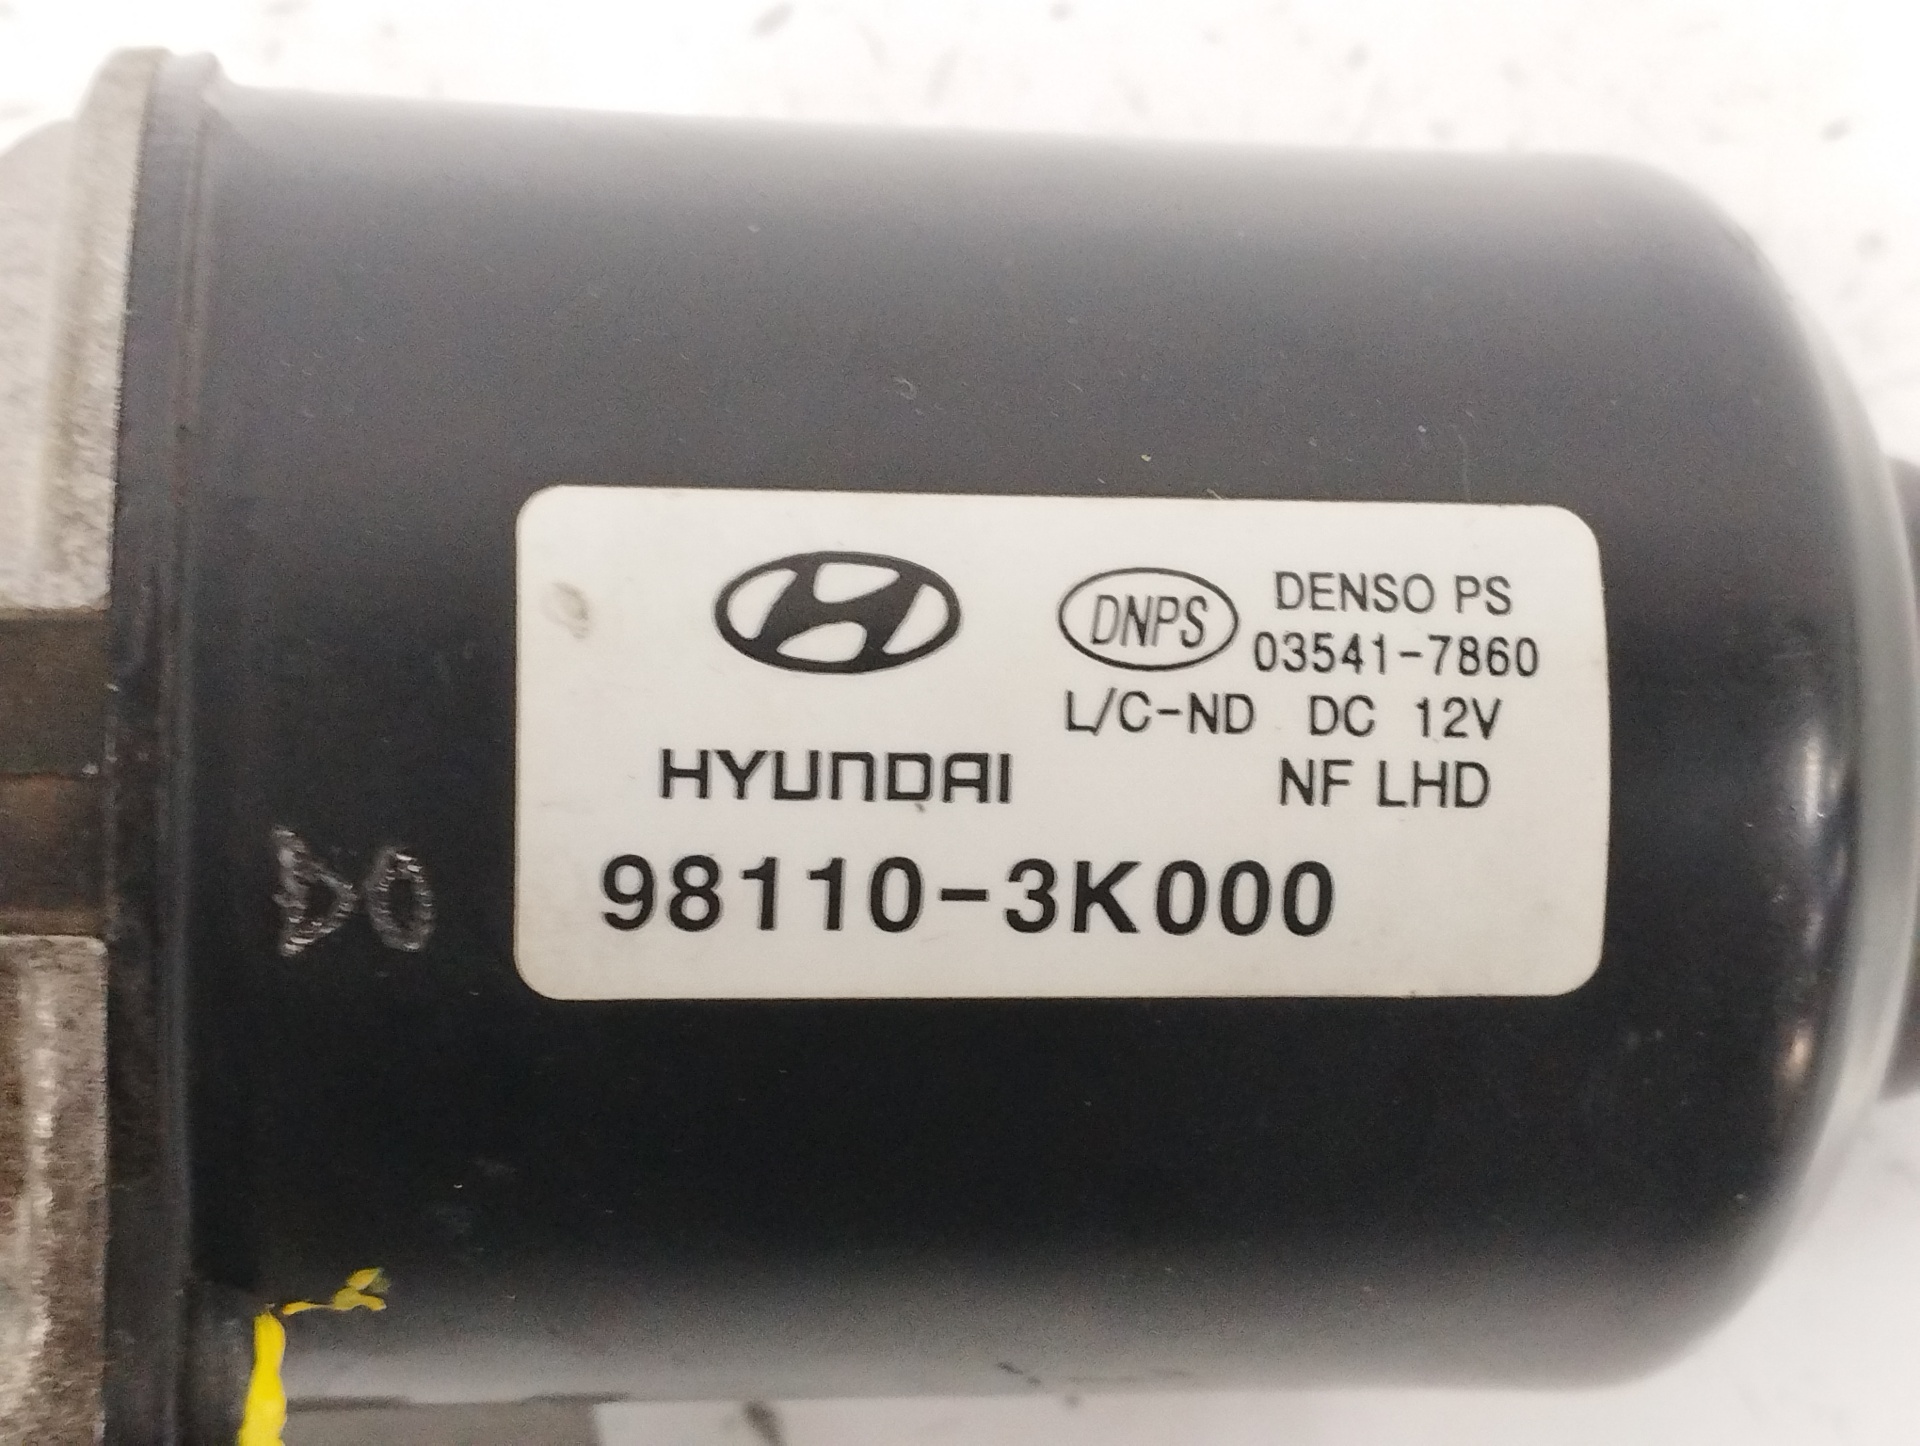 DNPS DENSO PS
03541-7860
L/C-ND DC 12V
HYUNDAI NF LHD
98110-3K000